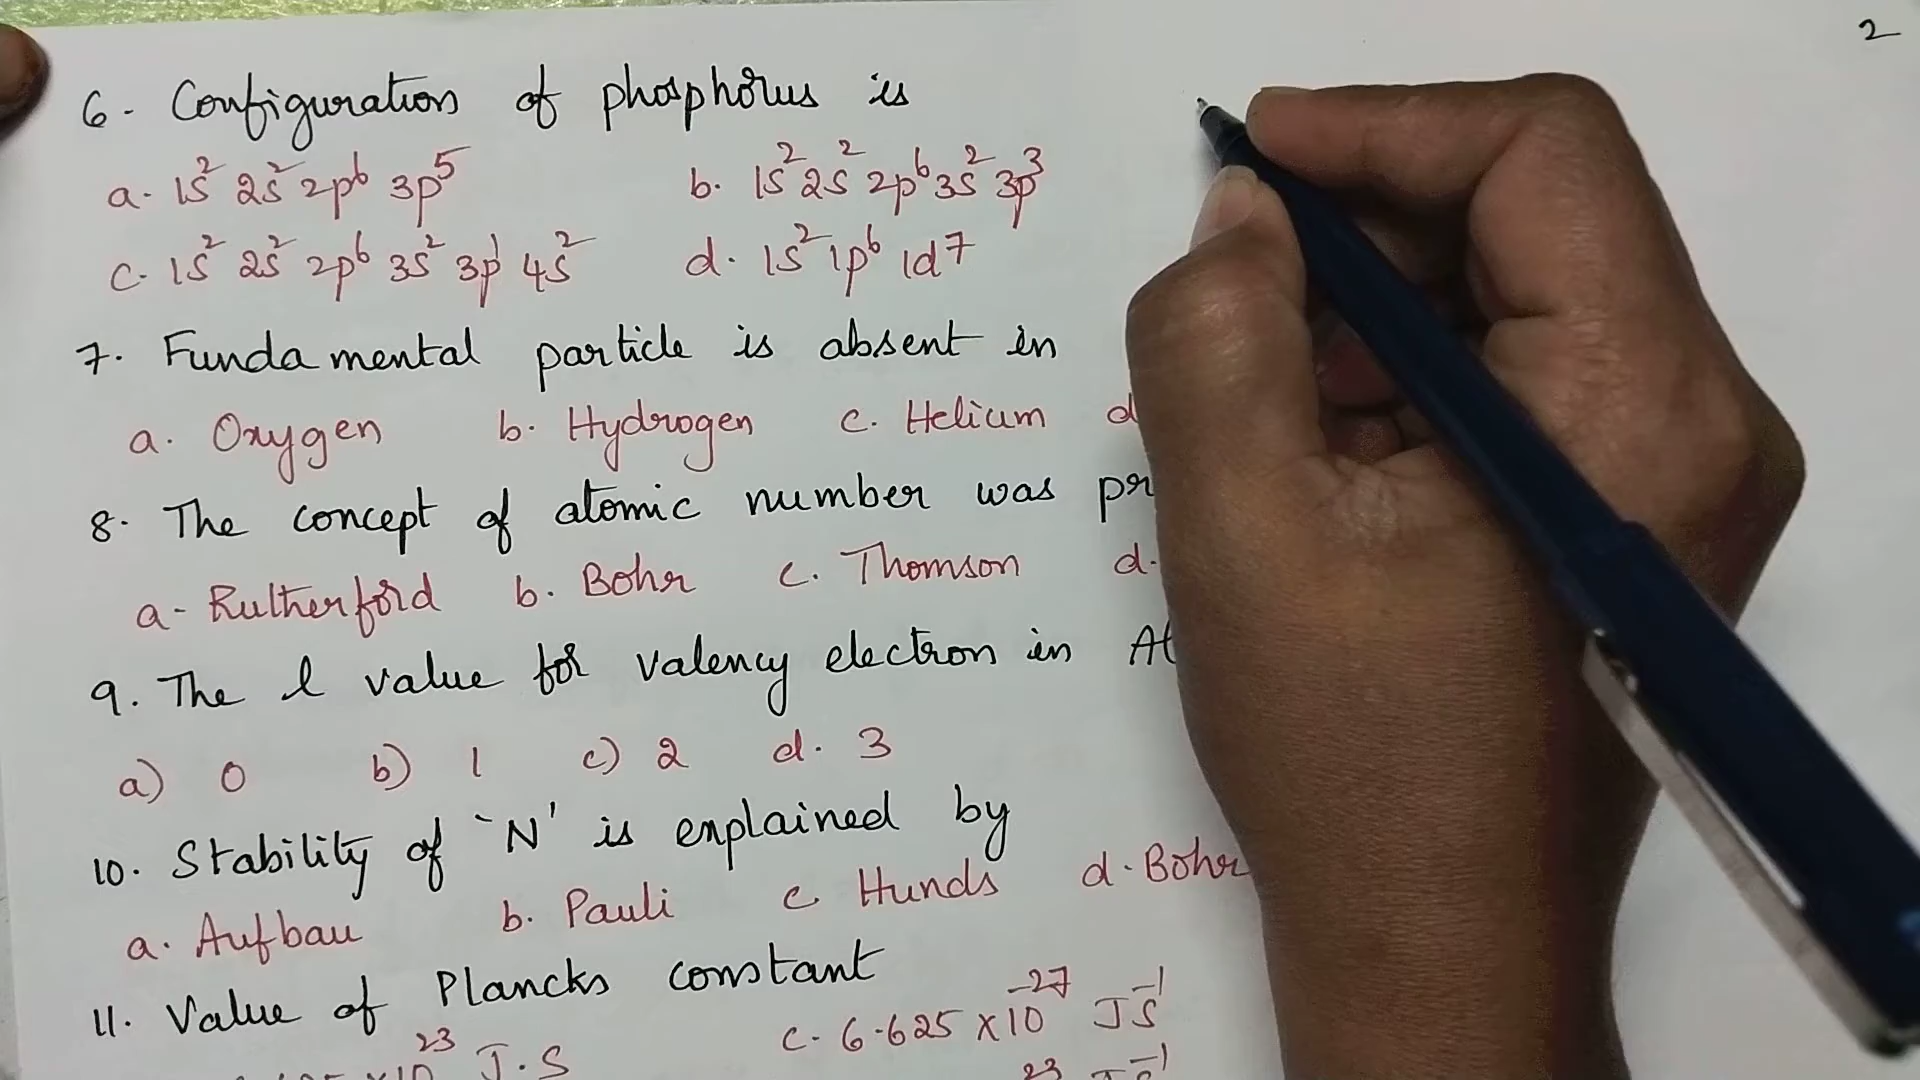 2
6. Configuration of phosphorus is
a. 1s² 2s² 2p⁶ 3p⁵ b. 1s² 2s² 2p⁶ 3s² 3p³
c. 1s² 2s² 2p⁶ 3s² 3p¹ 4s² d. 1s² 1p⁶ 1d⁷
7. Fundamental particle is absent in
a. Oxygen b. Hydrogen c. Helium d
8. The concept of atomic number was pr
a- Rutherford b. Bohr c. Thomson d.
9. The l value for valency electron in Al
a) 0 b) 1 c) 2 d. 3
10. Stability of 'N' is explained by
a. Aufbau b. Pauli c Hunds d. Bohr
11. Value of Plancks constant
c. 6.625 x 10⁻²⁷ JS⁻¹
x10²³ J.S